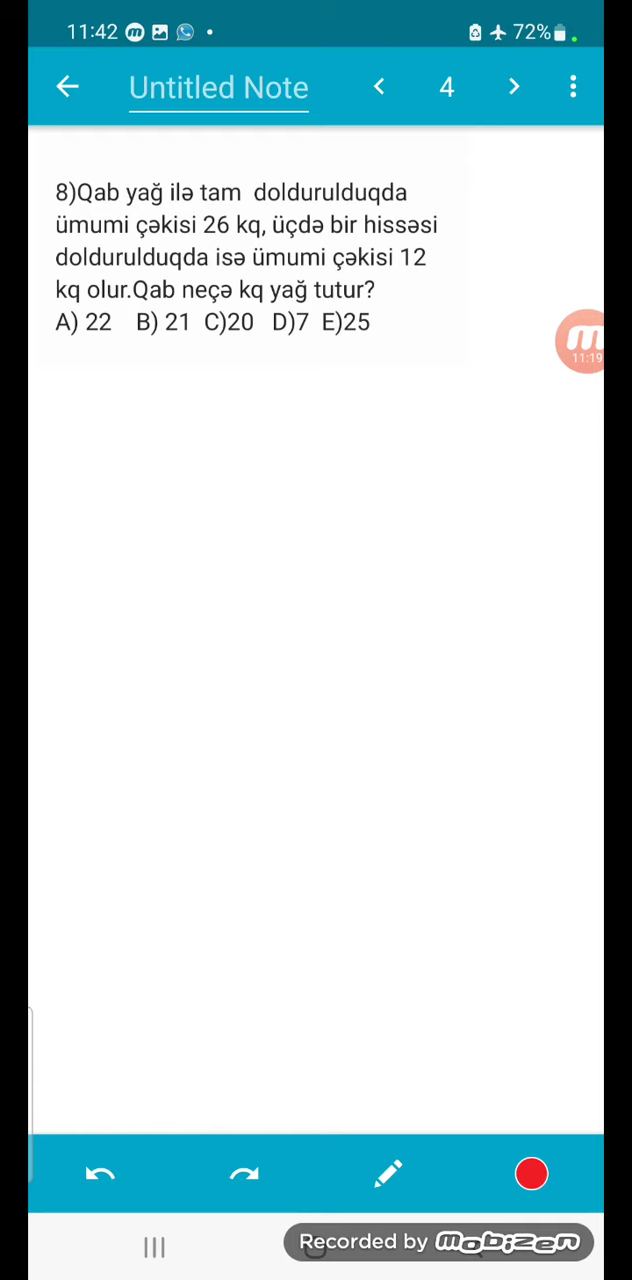 11:42
72%
Untitled Note
4
8)Qab yağ ilə tam doldurulduqda
ümumi çəkisi 26 kq, üçdə bir hissəsi
doldurulduqda isə ümumi çəkisi 12
kq olur.Qab neçə kq yağ tutur?
A) 22 B) 21 C)20 D)7 E)25
11:19
Recorded by mobizen